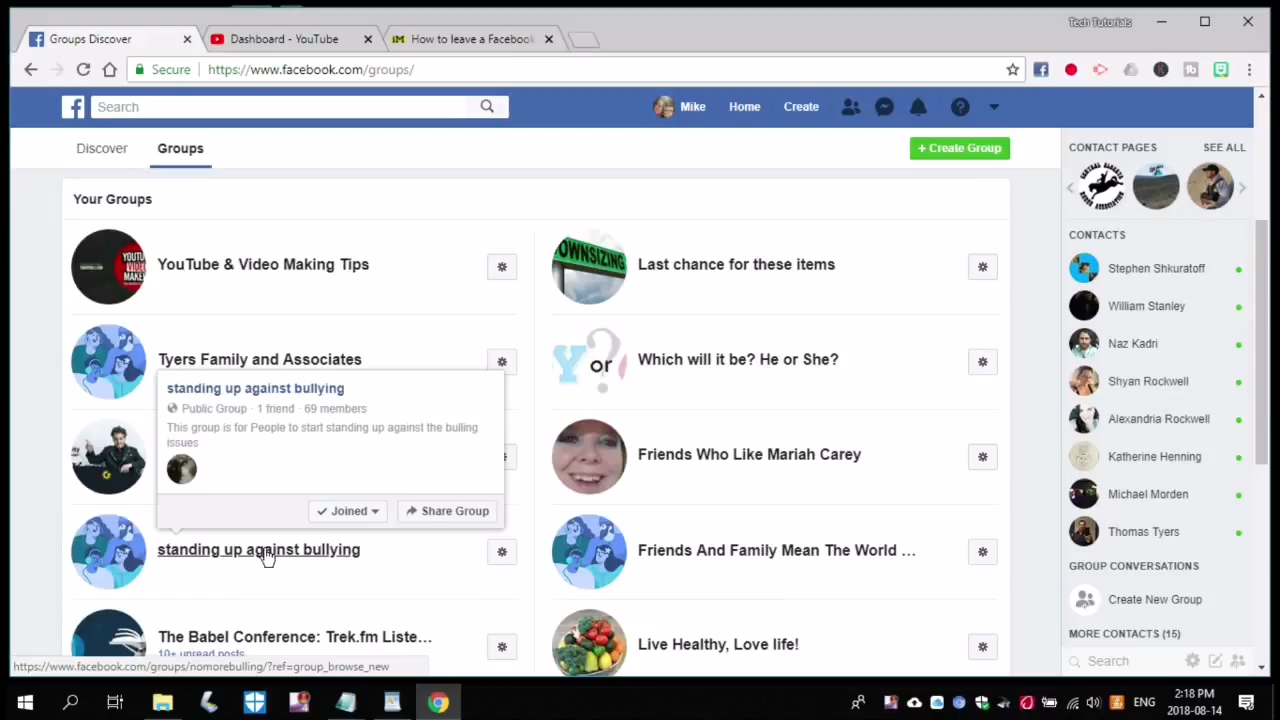 Tech Tutorials
Groups Discover
Dashboard - YouTube
How to leave a Facebook
Secure
https://www.facebook.com/groups/
Search
Mike
Home
Create
Discover
Groups
+ Create Group
CONTACT PAGES
SEE ALL
Your Groups
YouTube & Video Making Tips
Last chance for these items
OWNSIZING
CONTACTS
Stephen Shkuratoff
William Stanley
Naz Kadri
Shyan Rockwell
Alexandria Rockwell
Katherine Henning
Michael Morden
Thomas Tyers
Tyers Family and Associates
Which will it be? He or She?
Y or ?
standing up against bullying
Public Group · 1 friend · 69 members
This group is for People to start standing up against the bulling
issues
Joined
Share Group
Friends Who Like Mariah Carey
standing up against bullying
Friends And Family Mean The World ...
GROUP CONVERSATIONS
Create New Group
MORE CONTACTS (15)
Search
The Babel Conference: Trek.fm Liste...
10+ unread posts
Live Healthy, Love life!
https://www.facebook.com/groups/nomorebulling/?ref=group_browse_new
ENG
2:18 PM
2018-08-14